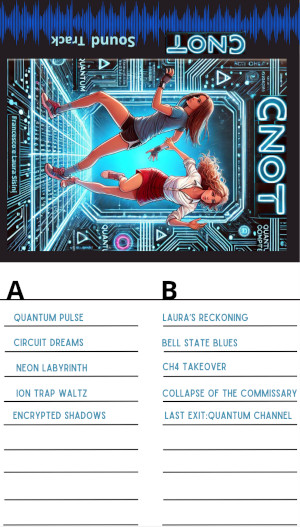 Sound Track
CNOT
CNOT
QUANTUM
A
B
QUANTUM PULSE
LAURA'S RECKONING
CIRCUIT DREAMS
BELL STATE BLUES
NEON LABYRINTH
CH4 TAKEOVER
ION TRAP WALTZ
COLLAPSE OF THE COMMISSARY
ENCRYPTED SHADOWS
LAST EXIT:QUANTUM CHANNEL